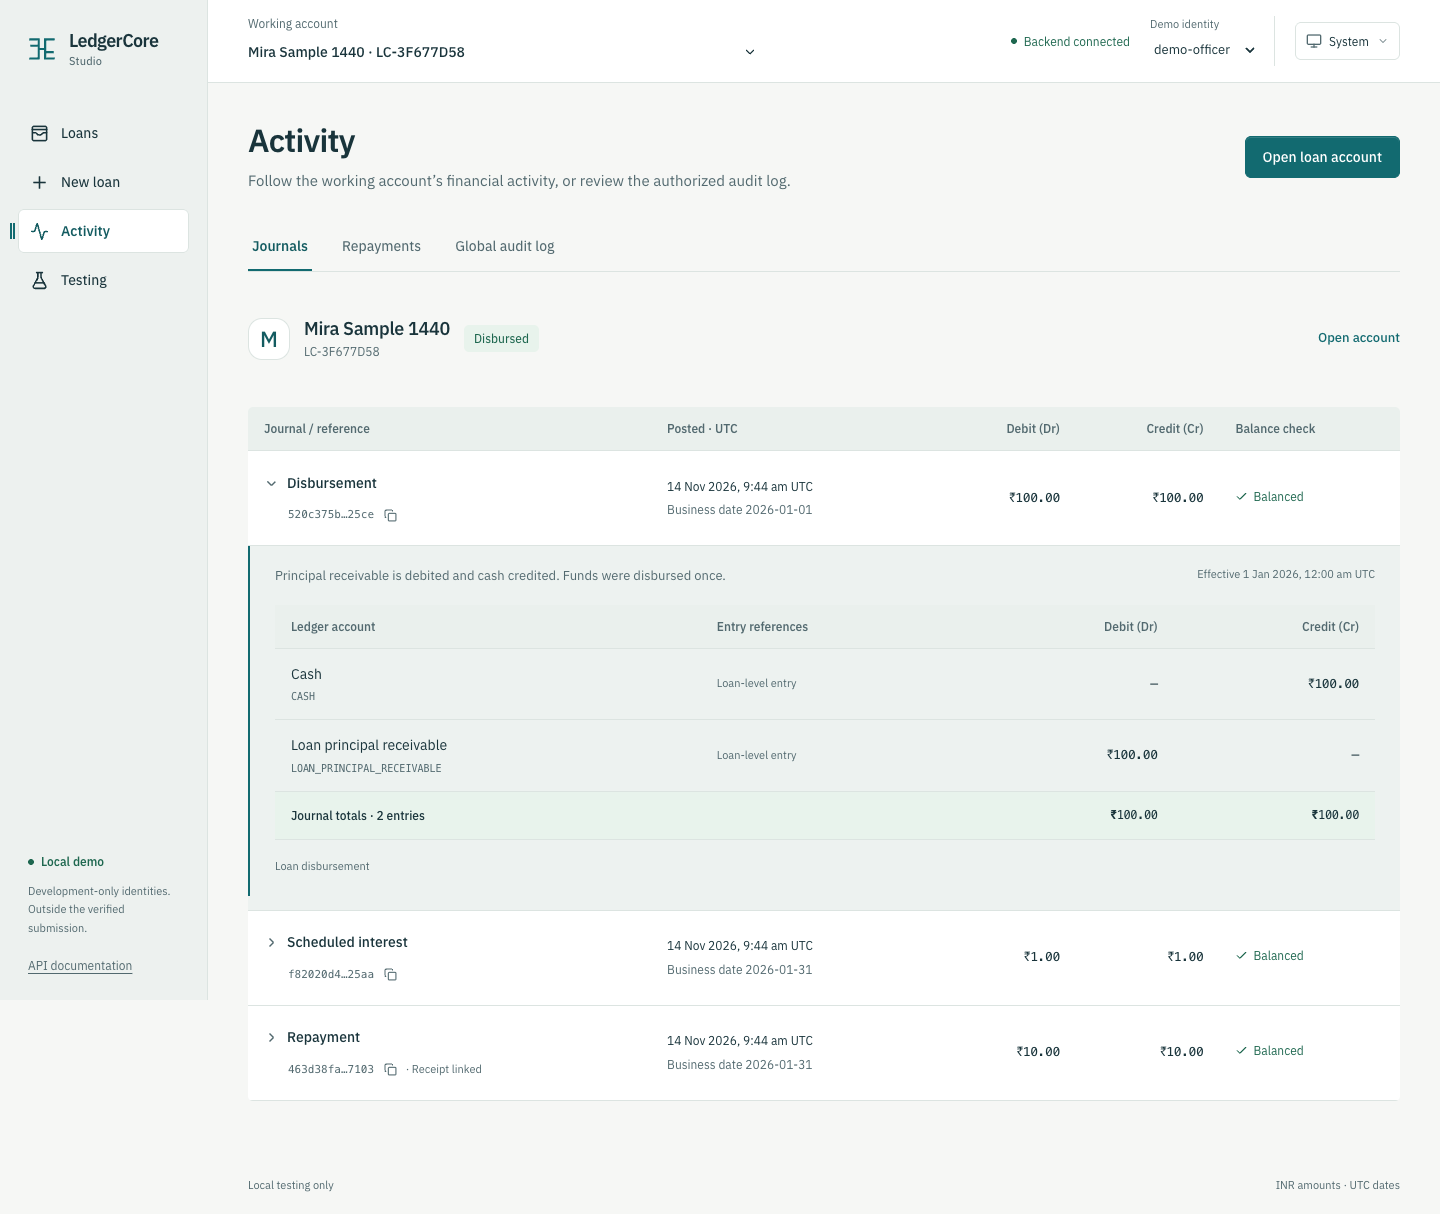 LedgerCore
Studio
Loans
New loan
Activity
Testing
Local demo
Development-only identities.
Outside the verified
submission.
API documentation
Working account
Mira Sample 1440 · LC-3F677D58
Backend connected
Demo identity
demo-officer
System
Activity
Follow the working account’s financial activity, or review the authorized audit log.
Open loan account
Journals Repayments Global audit log
M
Mira Sample 1440
LC-3F677D58
Disbursed
Open account
Journal / reference Posted · UTC Debit (Dr) Credit (Cr) Balance check
Disbursement
520c375b…25ce
14 Nov 2026, 9:44 am UTC
Business date 2026-01-01
₹100.00 ₹100.00 Balanced
Principal receivable is debited and cash credited. Funds were disbursed once.
Effective 1 Jan 2026, 12:00 am UTC
Ledger account Entry references Debit (Dr) Credit (Cr)
Cash
CASH
Loan-level entry — ₹100.00
Loan principal receivable
LOAN_PRINCIPAL_RECEIVABLE
Loan-level entry ₹100.00 —
Journal totals · 2 entries ₹100.00 ₹100.00
Loan disbursement
Scheduled interest
f82020d4…25aa
14 Nov 2026, 9:44 am UTC
Business date 2026-01-31
₹1.00 ₹1.00 Balanced
Repayment
463d38fa…7103 · Receipt linked
14 Nov 2026, 9:44 am UTC
Business date 2026-01-31
₹10.00 ₹10.00 Balanced
Local testing only
INR amounts · UTC dates